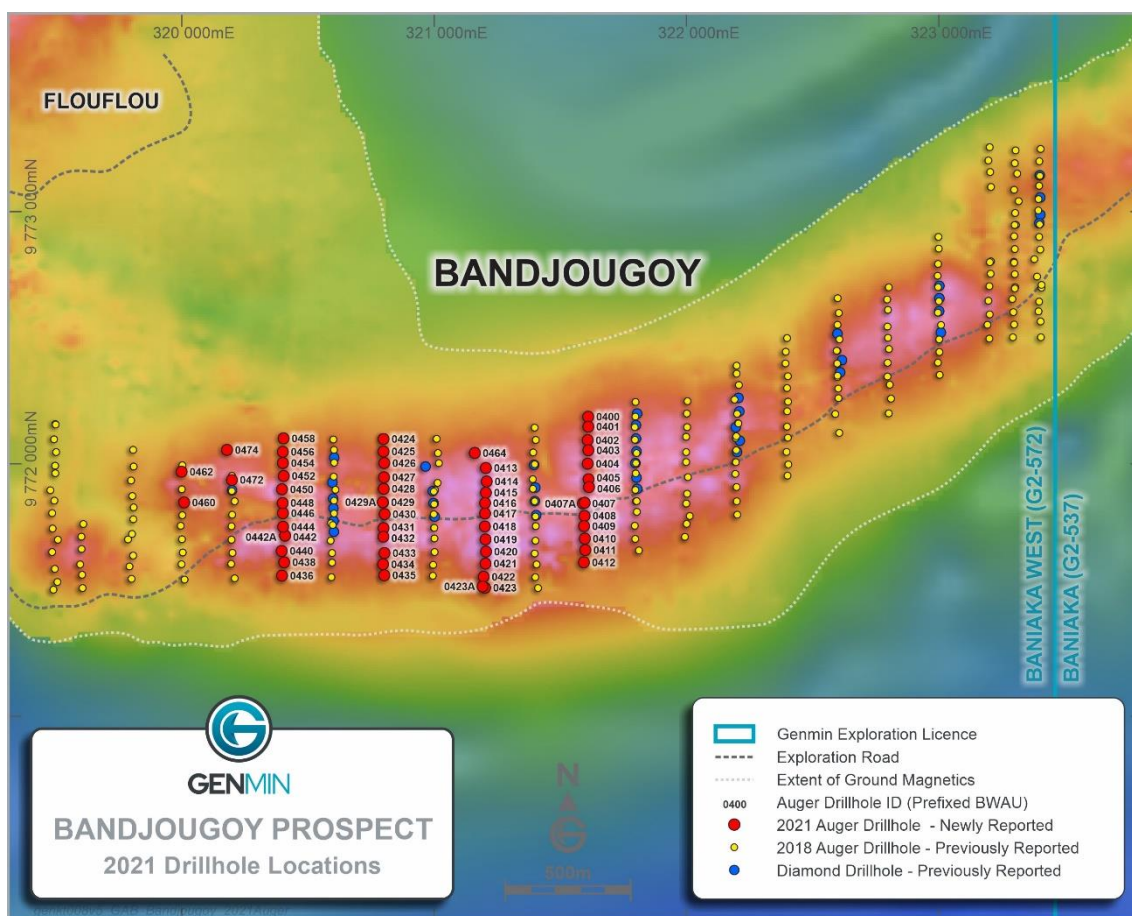 320 000mE
321 000mE
322 000mE
323 000mE
FLOUFLOU
9 773 000mN
BANDJOUGOY
9 772 000mN
0400
0401
0402
0403
0404
0405
0406
0407A
0407
0408
0409
0410
0411
0412
0464
0413
0414
0415
0416
0417
0418
0419
0420
0421
0422
0423A
0423
0424
0425
0426
0427
0428
0429A
0429
0430
0431
0432
0433
0434
0435
0458
0456
0454
0452
0450
0448
0446
0444
0442A
0442
0440
0438
0436
0474
0472
0462
0460
BANIAKA WEST (G2-572)
BANIAKA (G2-537)
GENMIN
BANDJOUGOY PROSPECT
2021 Drillhole Locations
N
500m
Genmin Exploration Licence
Exploration Road
Extent of Ground Magnetics
0400 Auger Drillhole ID (Prefixed BWAU)
2021 Auger Drillhole - Newly Reported
2018 Auger Drillhole - Previously Reported
Diamond Drillhole - Previously Reported